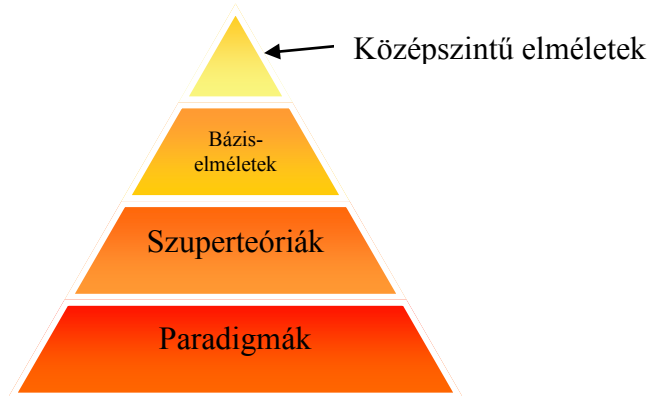 Középszintű elméletek
Bázis-
elméletek
Szuperteóriák
Paradigmák